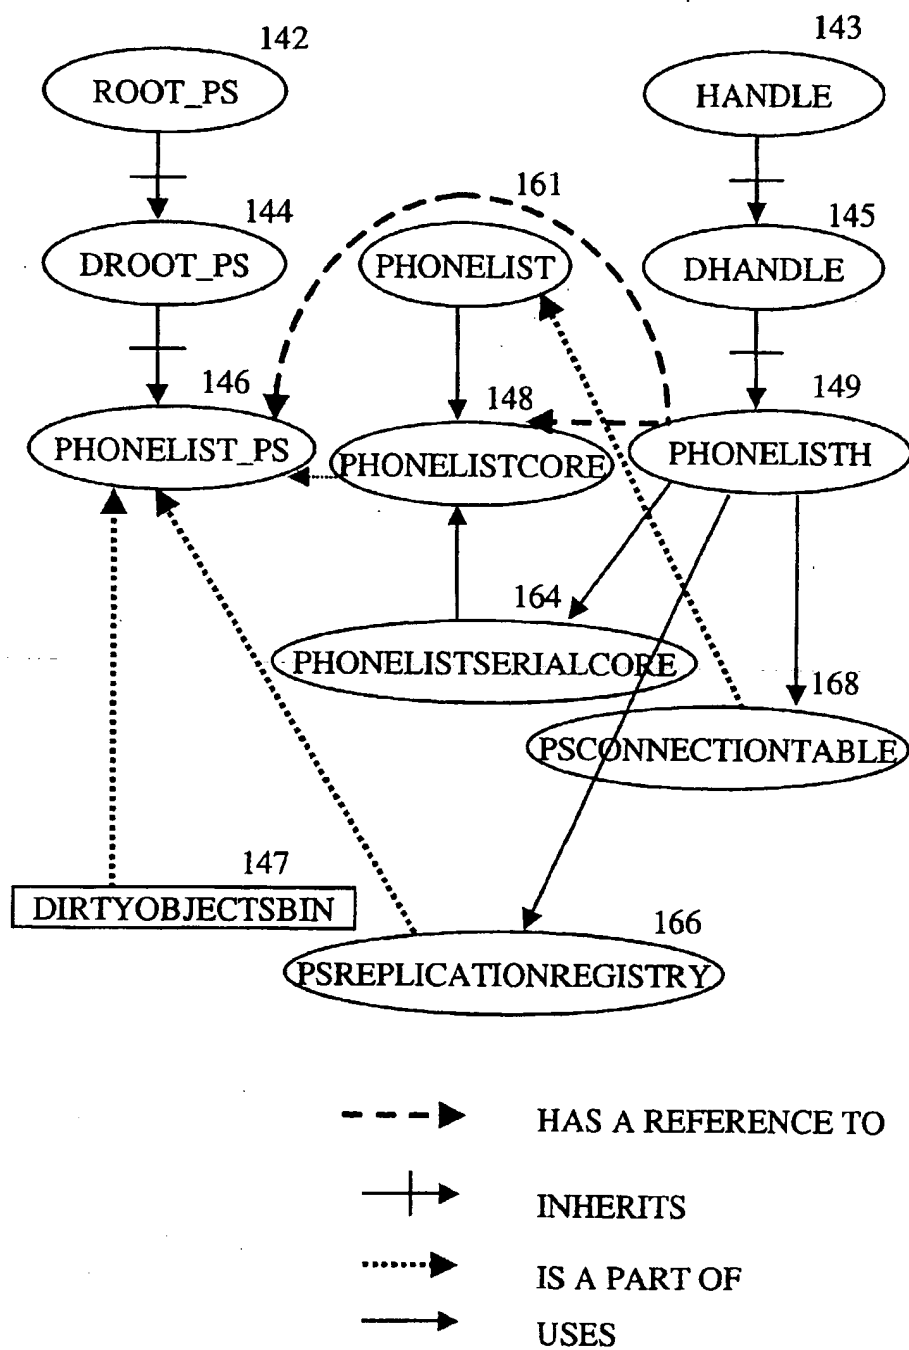 142
143
ROOT_PS
HANDLE
161
144
145
DROOT_PS
PHONELIST
DHANDLE
146
148
149
PHONELIST_PS
PHONELISTCORE
PHONELISTH
164
PHONELISTSERIALCORE
168
PSCONNECTIONTABLE
147
DIRTYOBJECTSBIN
166
PSREPLICATIONREGISTRY
HAS A REFERENCE TO
INHERITS
IS A PART OF
USES